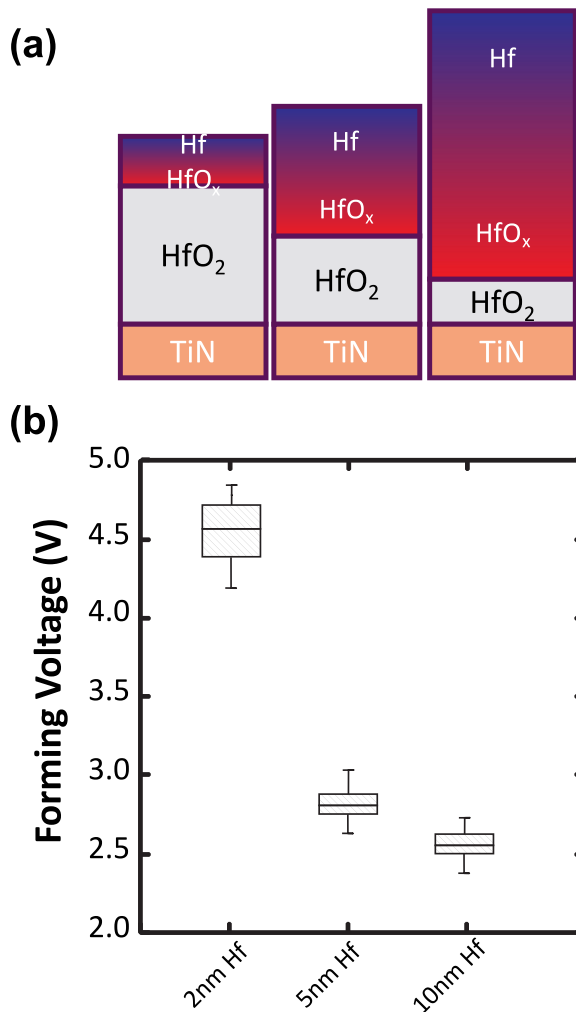 (a)
Hf
HfOₓ
HfO₂
TiN
Hf
HfOₓ
HfO₂
TiN
Hf
HfOₓ
HfO₂
TiN
(b)
Forming Voltage (V)
5.0
4.5
4.0
3.5
3.0
2.5
2.0
2nm Hf
5nm Hf
10nm Hf